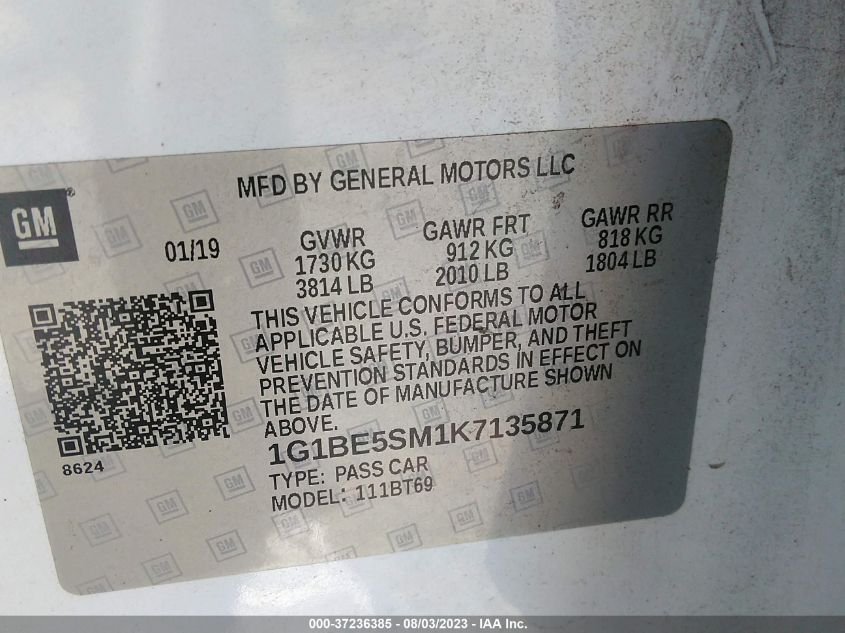 MFD BY GENERAL MOTORS LLC
GM
01/19
GVWR
1730 KG
3814 LB
GAWR FRT
912 KG
2010 LB
GAWR RR
818 KG
1804 LB
THIS VEHICLE CONFORMS TO ALL
APPLICABLE U.S. FEDERAL MOTOR
VEHICLE SAFETY, BUMPER, AND THEFT
PREVENTION STANDARDS IN EFFECT ON
THE DATE OF MANUFACTURE SHOWN
ABOVE.
8624
1G1BE5SM1K7135871
TYPE: PASS CAR
MODEL: 111BT69
000-37236385 - 08/03/2023 - IAA Inc.